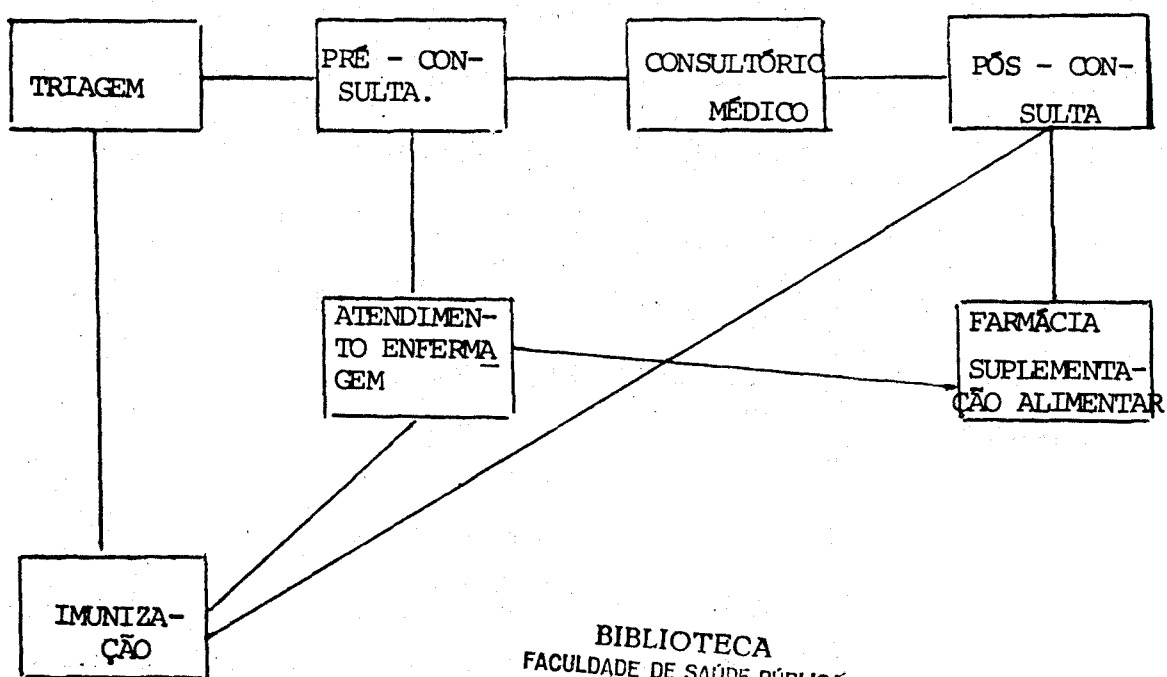 TRIAGEM
PRÉ - CON-
SULTA.
CONSULTÓRIO
MÉDICO
PÓS - CON-
SULTA
ATENDIMEN-
TO ENFERMA
GEM
FARMÁCIA
SUPLEMENTA-
ÇÃO ALIMENTAR
IMUNIZA-
ÇÃO
BIBLIOTECA
FACULDADE DE SAÚDE PÚBLICA